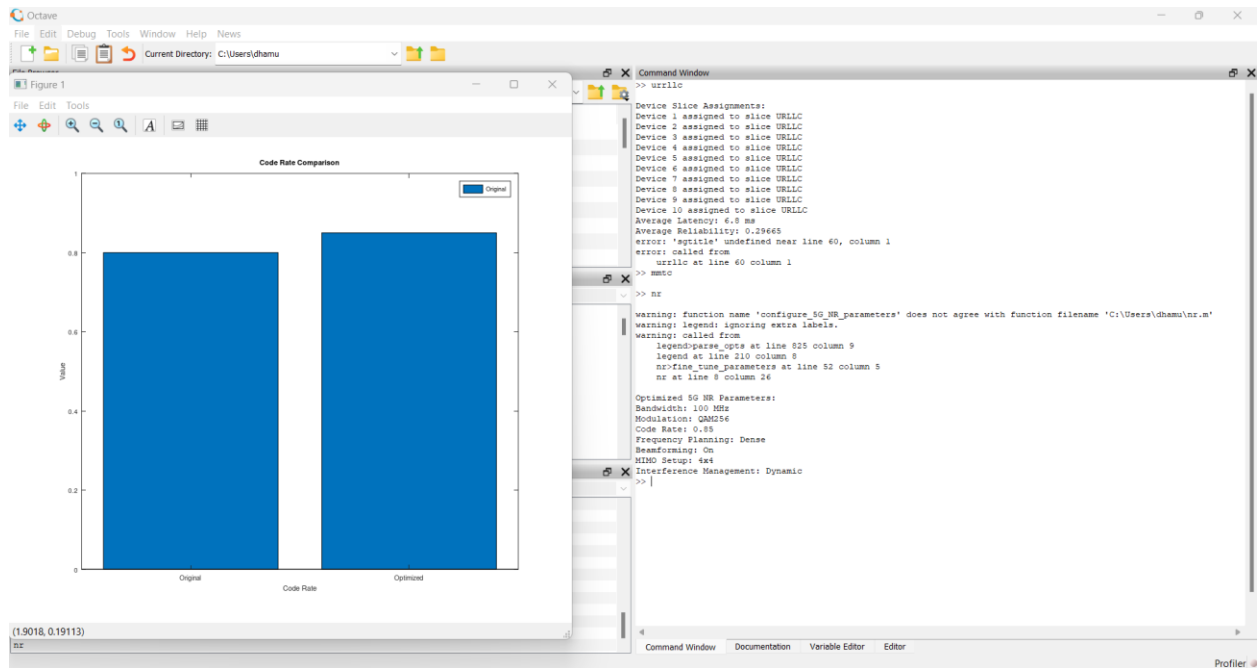 Octave
File Edit Debug Tools Window Help News
Current Directory: C:\Users\dhamu
Figure 1
File Edit Tools
A
Code Rate Comparison
Original
1
0.8
0.6
0.4
0.2
0
Value
Original Optimized
Code Rate
(1.9018, 0.19113)
nr
Command Window
>> urrllc
Device Slice Assignments:
Device 1 assigned to slice URLLC
Device 2 assigned to slice URLLC
Device 3 assigned to slice URLLC
Device 4 assigned to slice URLLC
Device 5 assigned to slice URLLC
Device 6 assigned to slice URLLC
Device 7 assigned to slice URLLC
Device 8 assigned to slice URLLC
Device 9 assigned to slice URLLC
Device 10 assigned to slice URLLC
Average Latency: 6.8 ms
Average Reliability: 0.29665
error: 'sgtitle' undefined near line 60, column 1
error: called from
urrllc at line 60 column 1
>> mmtc
>> nr
warning: function name 'configure_5G_NR_parameters' does not agree with function filename 'C:\Users\dhamu\nr.m'
warning: legend: ignoring extra labels.
warning: called from
legend>parse_opts at line 825 column 9
legend at line 210 column 8
nr>fine_tune_parameters at line 52 column 5
nr at line 8 column 26
Optimized 5G NR Parameters:
Bandwidth: 100 MHz
Modulation: QAM256
Code Rate: 0.85
Frequency Planning: Dense
Beamforming: On
MIMO Setup: 4x4
Interference Management: Dynamic
>>
Command Window Documentation Variable Editor Editor
Profiler